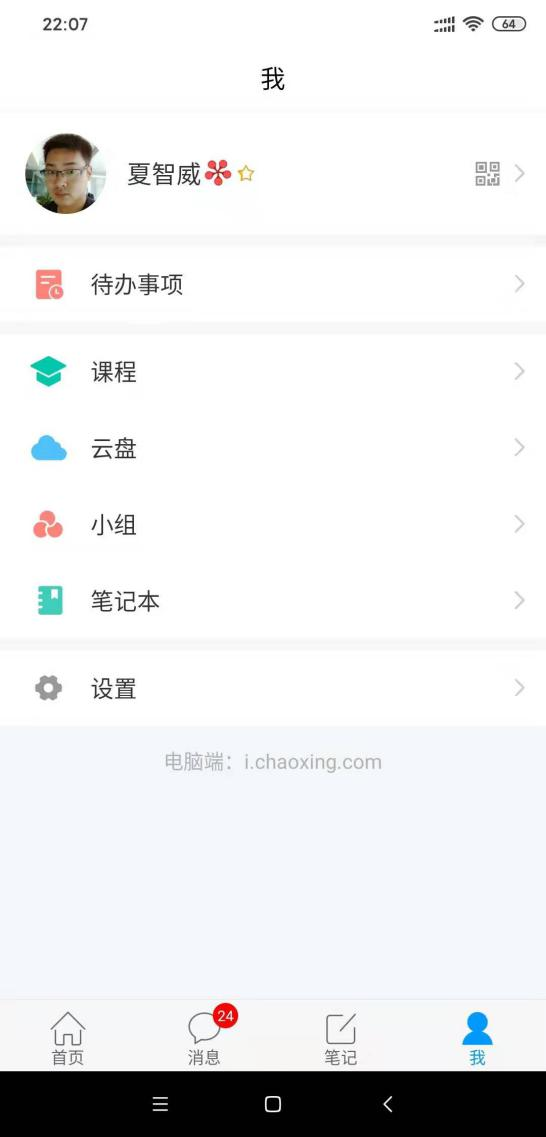 22:07
64
我
夏智威
待办事项
课程
云盘
小组
笔记本
设置
电脑端：i.chaoxing.com
24
首页
消息
笔记
我